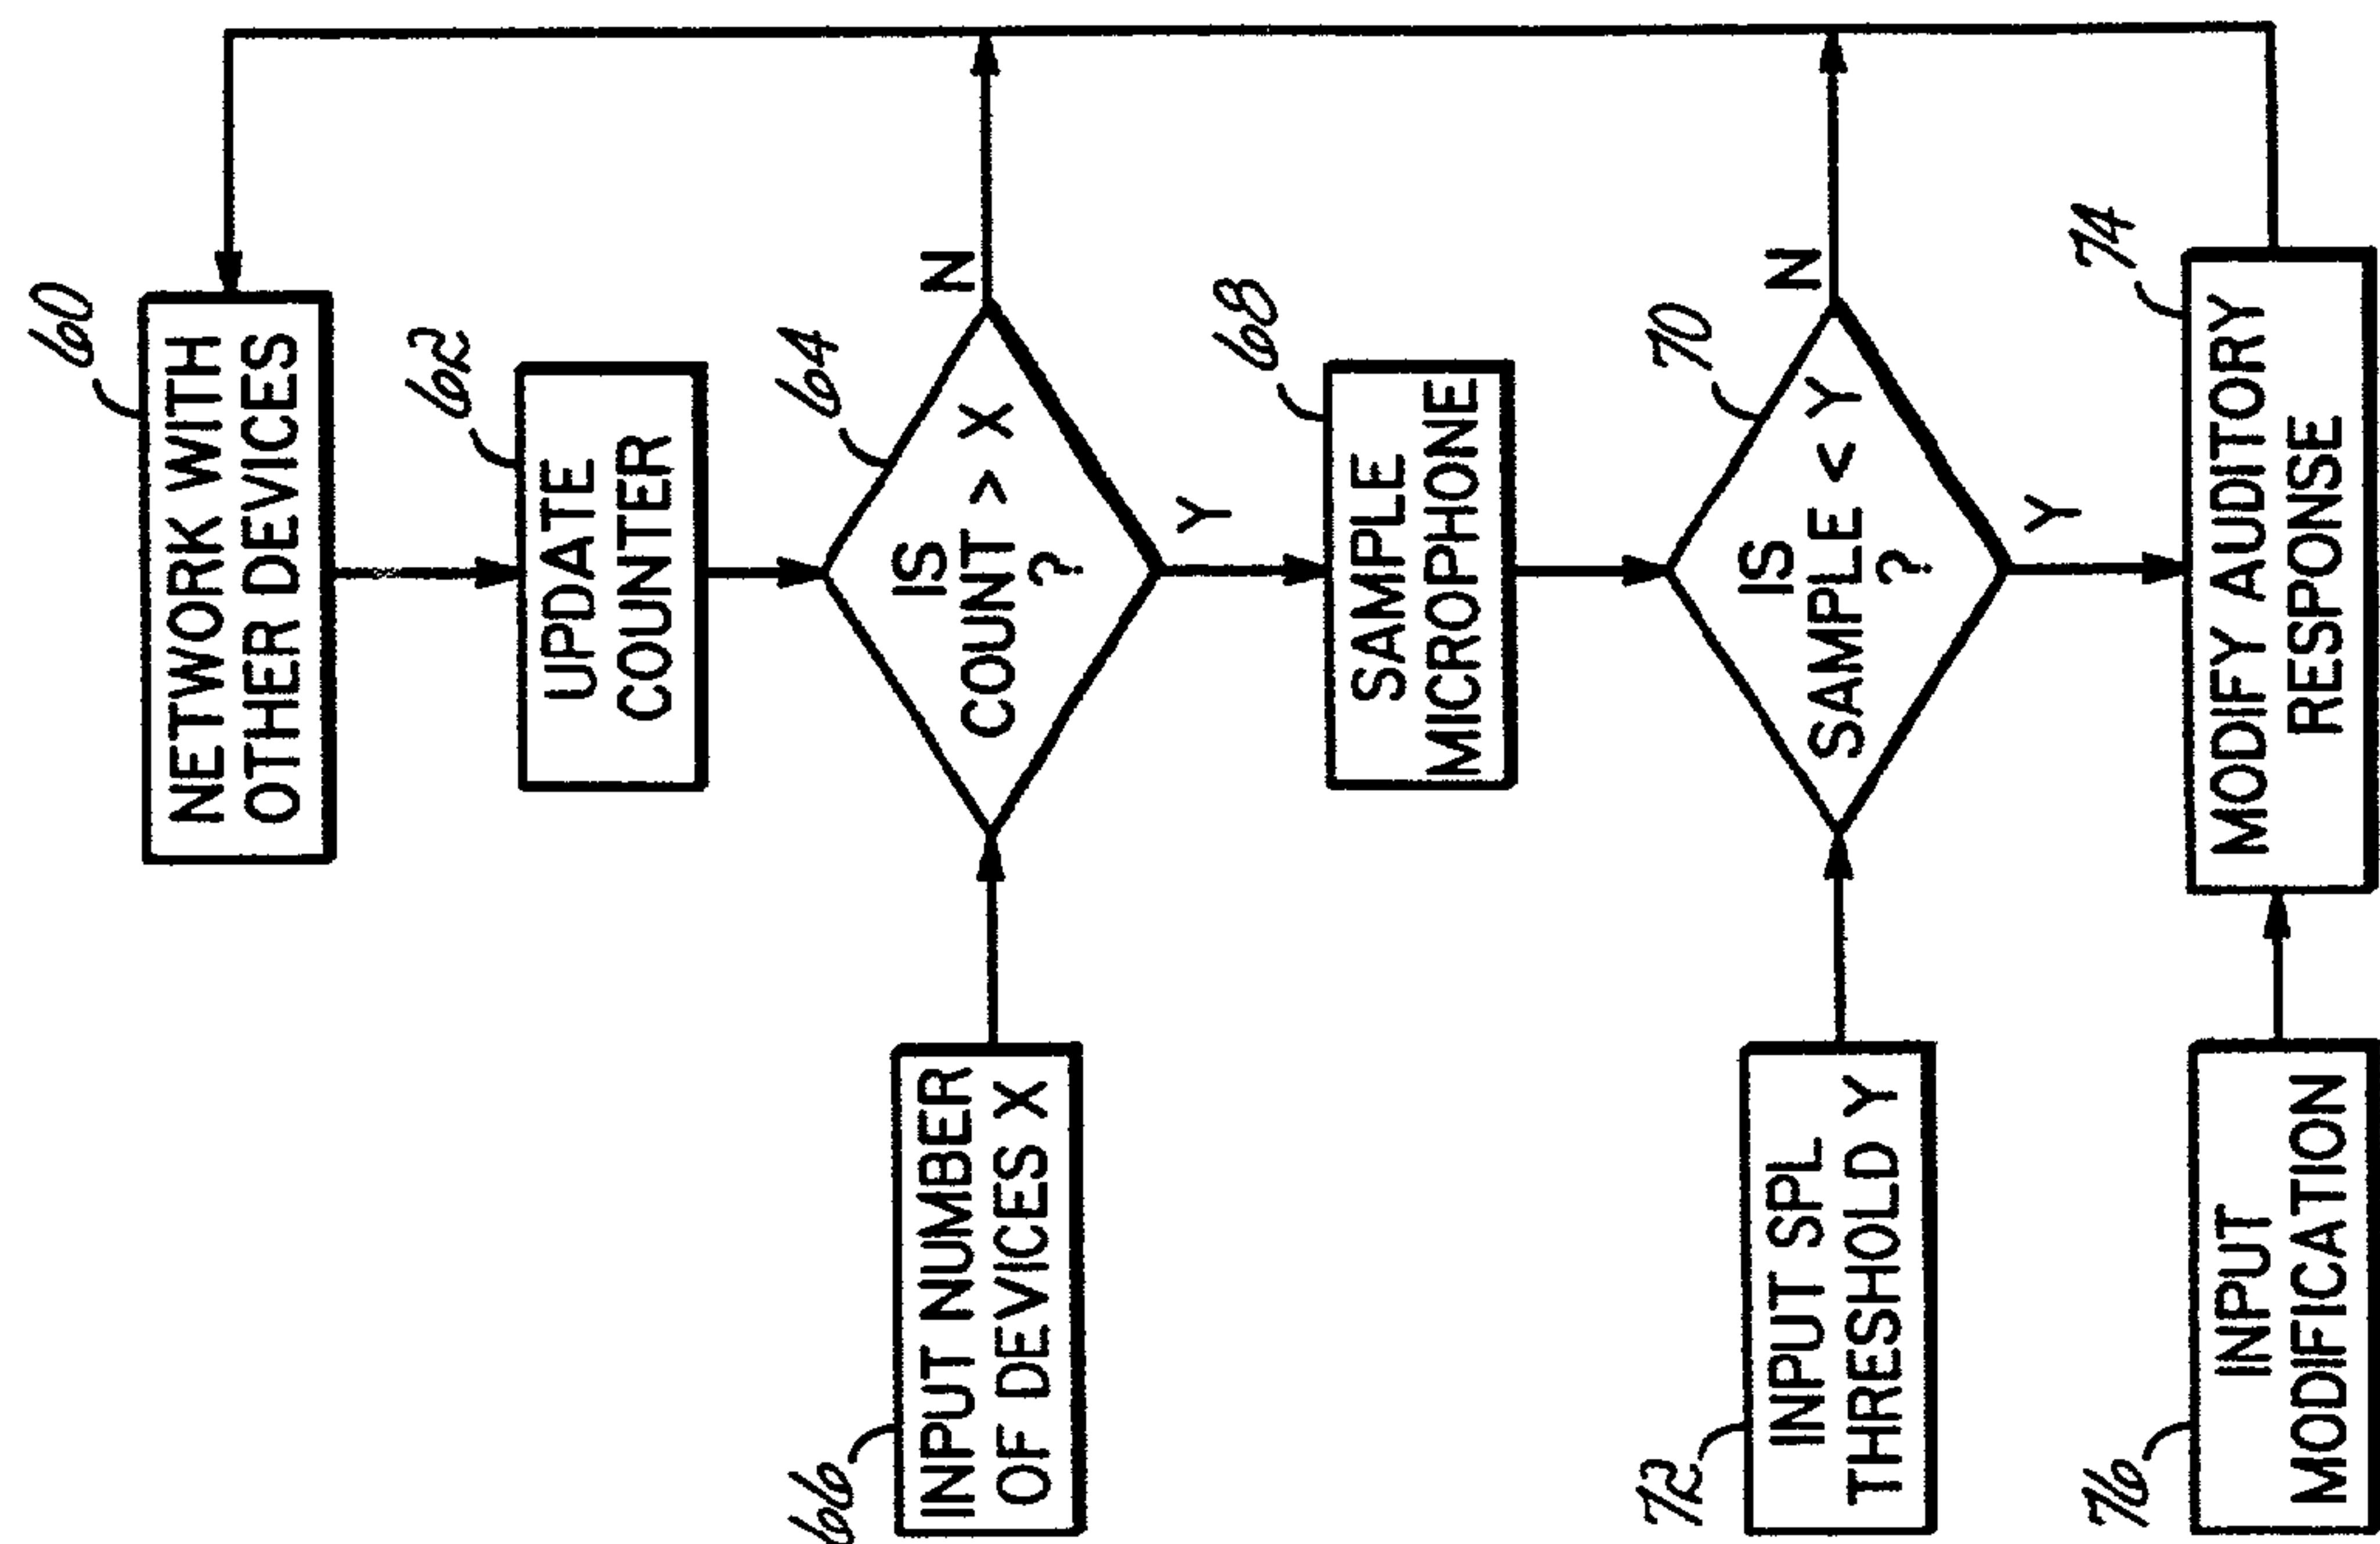 60
NETWORK WITH
OTHER DEVICES
62
UPDATE
COUNTER
64
IS
COUNT > X
?
N
Y
66
INPUT NUMBER
OF DEVICES X
68
SAMPLE
MICROPHONE
70
IS
SAMPLE < Y
?
N
Y
72
INPUT SPL
THRESHOLD Y
74
MODIFY AUDITORY
RESPONSE
76
INPUT
MODIFICATION